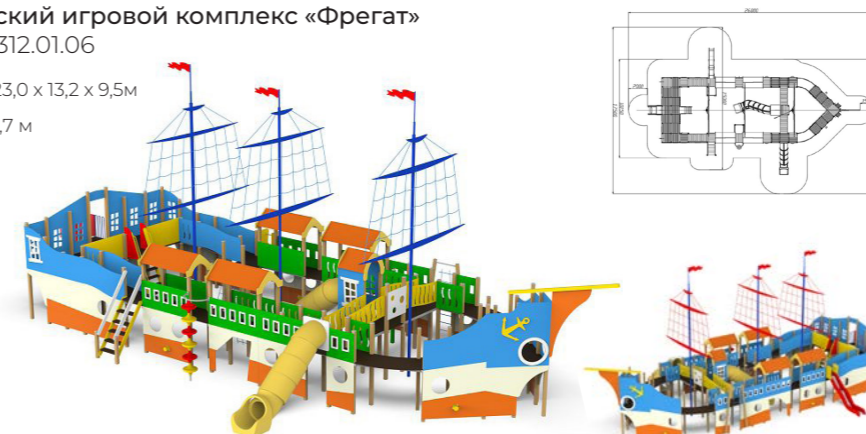 ский игровой комплекс «Фрегат»
312.01.06
23,0 х 13,2 х 9,5м
,7 м